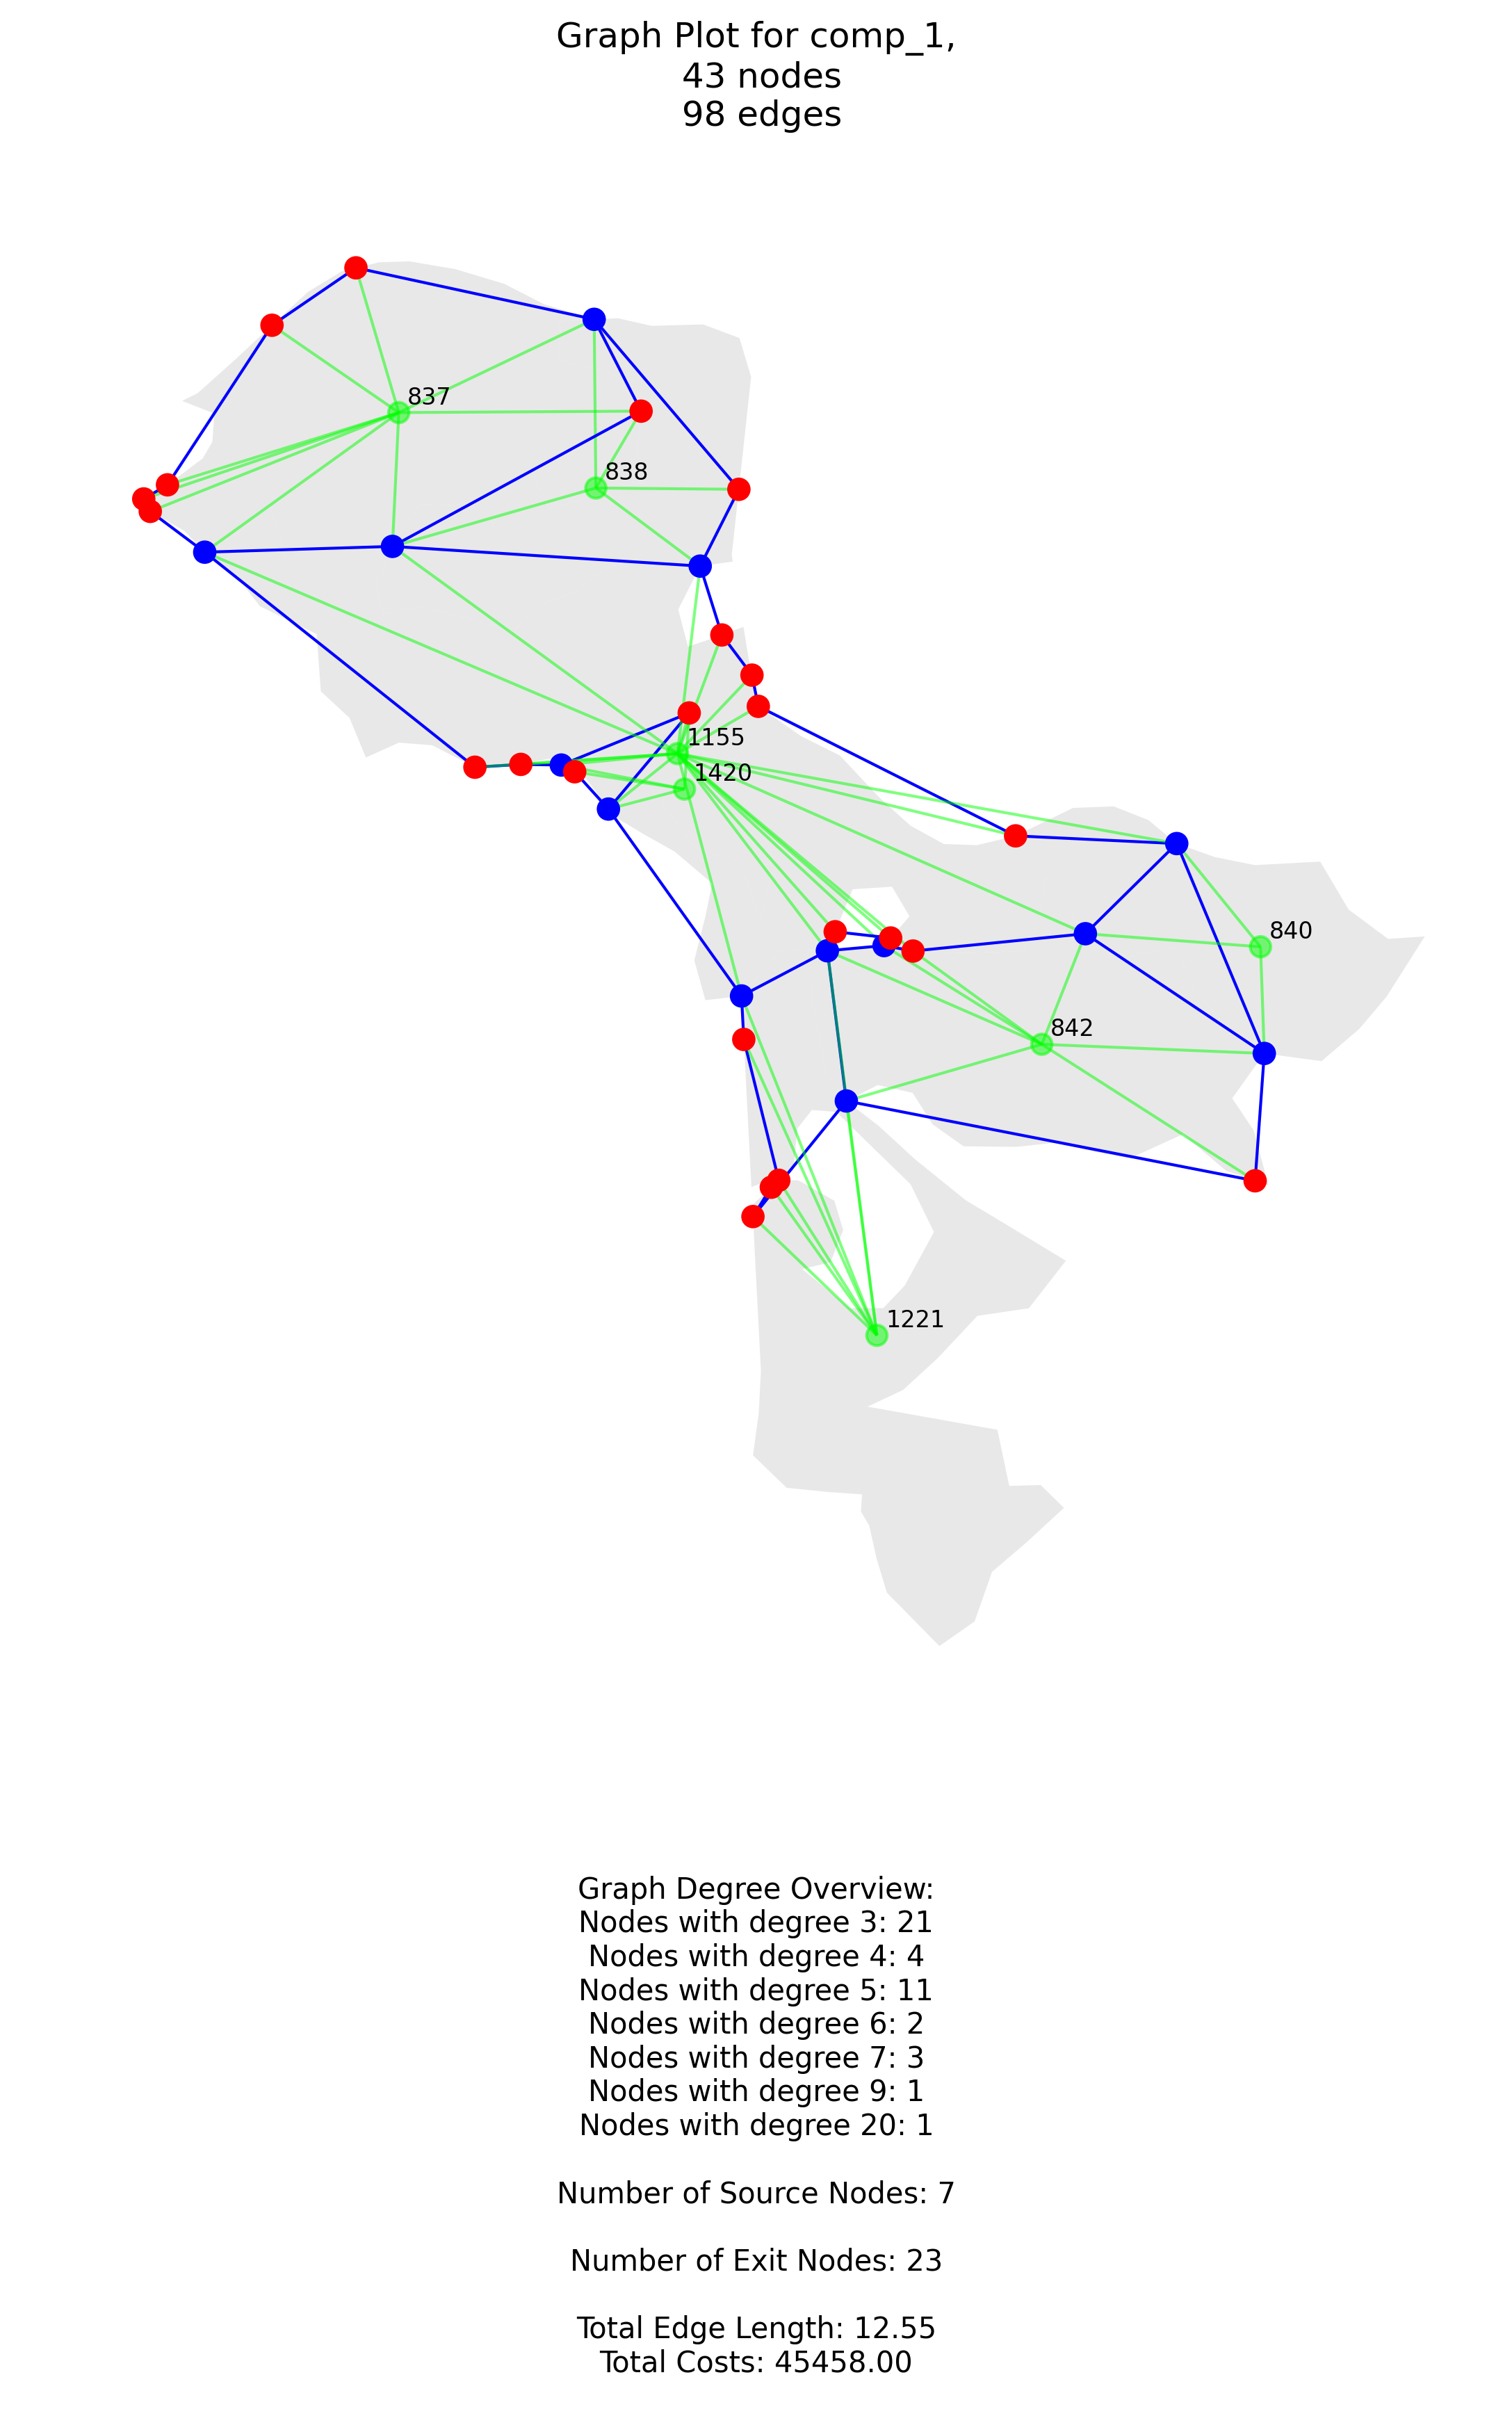 Graph Plot for comp_1,
43 nodes
98 edges
837
838
1155
1420
840
842
1221
Graph Degree Overview:
Nodes with degree 3: 21
Nodes with degree 4: 4
Nodes with degree 5: 11
Nodes with degree 6: 2
Nodes with degree 7: 3
Nodes with degree 9: 1
Nodes with degree 20: 1
Number of Source Nodes: 7
Number of Exit Nodes: 23
Total Edge Length: 12.55
Total Costs: 45458.00